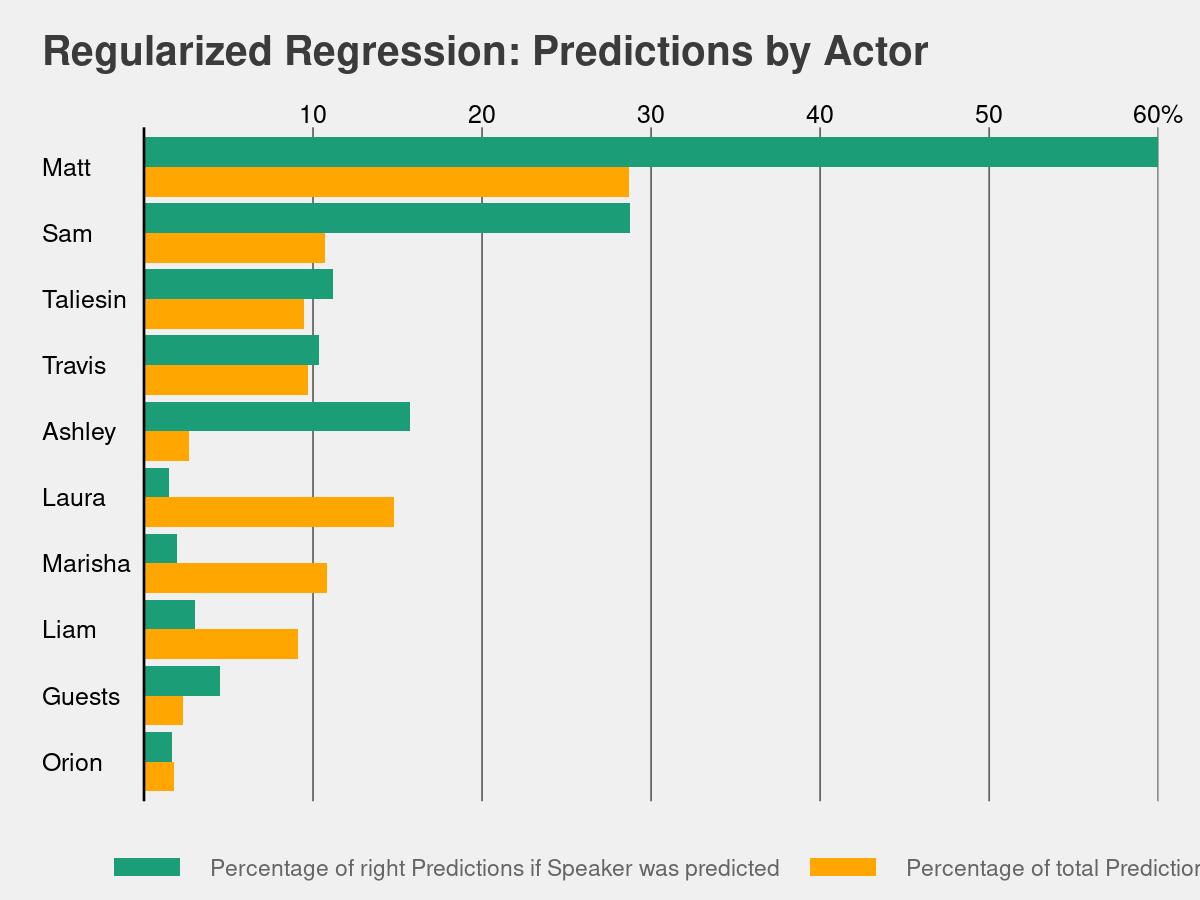 Regularized Regression: Predictions by Actor
10 20 30 40 50 60%
Matt
Sam
Taliesin
Travis
Ashley
Laura
Marisha
Liam
Guests
Orion
Percentage of right Predictions if Speaker was predicted Percentage of total Prediction